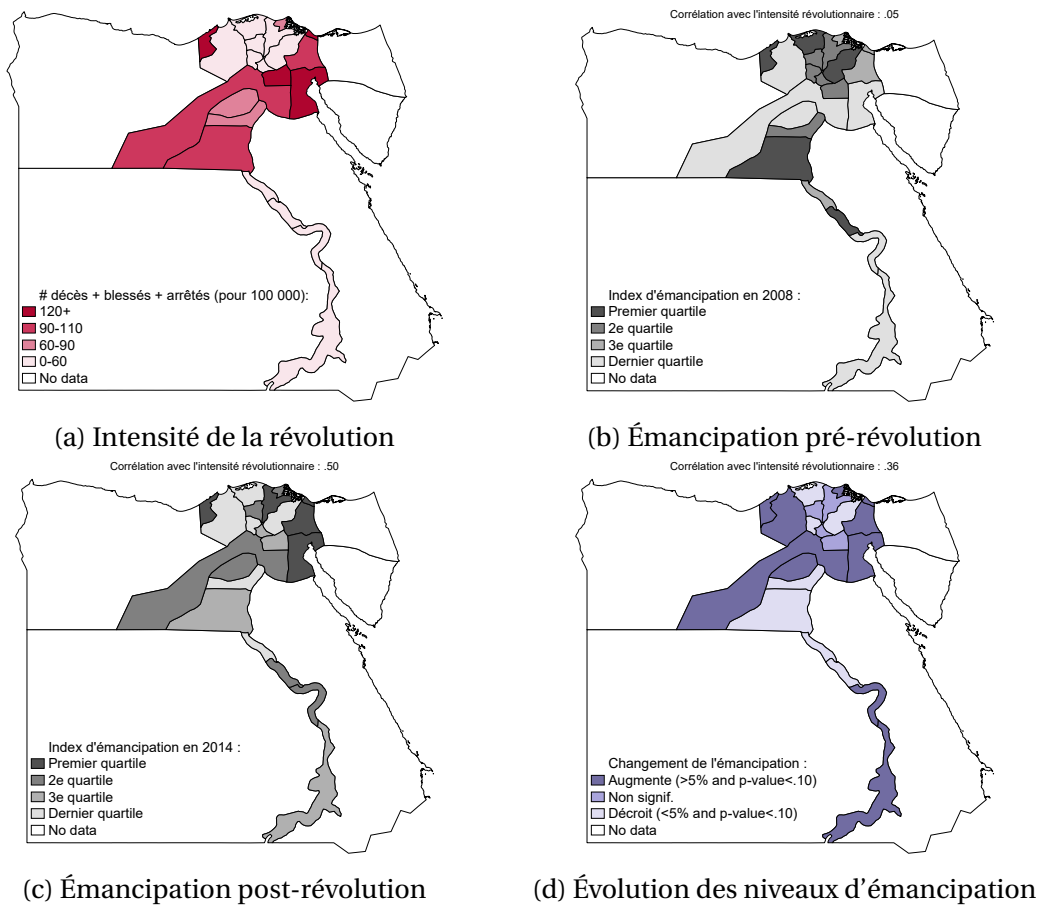 # décès + blessés + arrêtés (pour 100 000):
120+
90-110
60-90
0-60
No data
(a) Intensité de la révolution
Corrélation avec l'intensité révolutionnaire : .05
Index d'émancipation en 2008 :
Premier quartile
2e quartile
3e quartile
Dernier quartile
No data
(b) Émancipation pré-révolution
Corrélation avec l'intensité révolutionnaire : .50
Index d'émancipation en 2014 :
Premier quartile
2e quartile
3e quartile
Dernier quartile
No data
(c) Émancipation post-révolution
Corrélation avec l'intensité révolutionnaire : .36
Changement de l'émancipation :
Augmente (>5% and p-value<.10)
Non signif.
Décroit (<5% and p-value<.10)
No data
(d) Évolution des niveaux d'émancipation